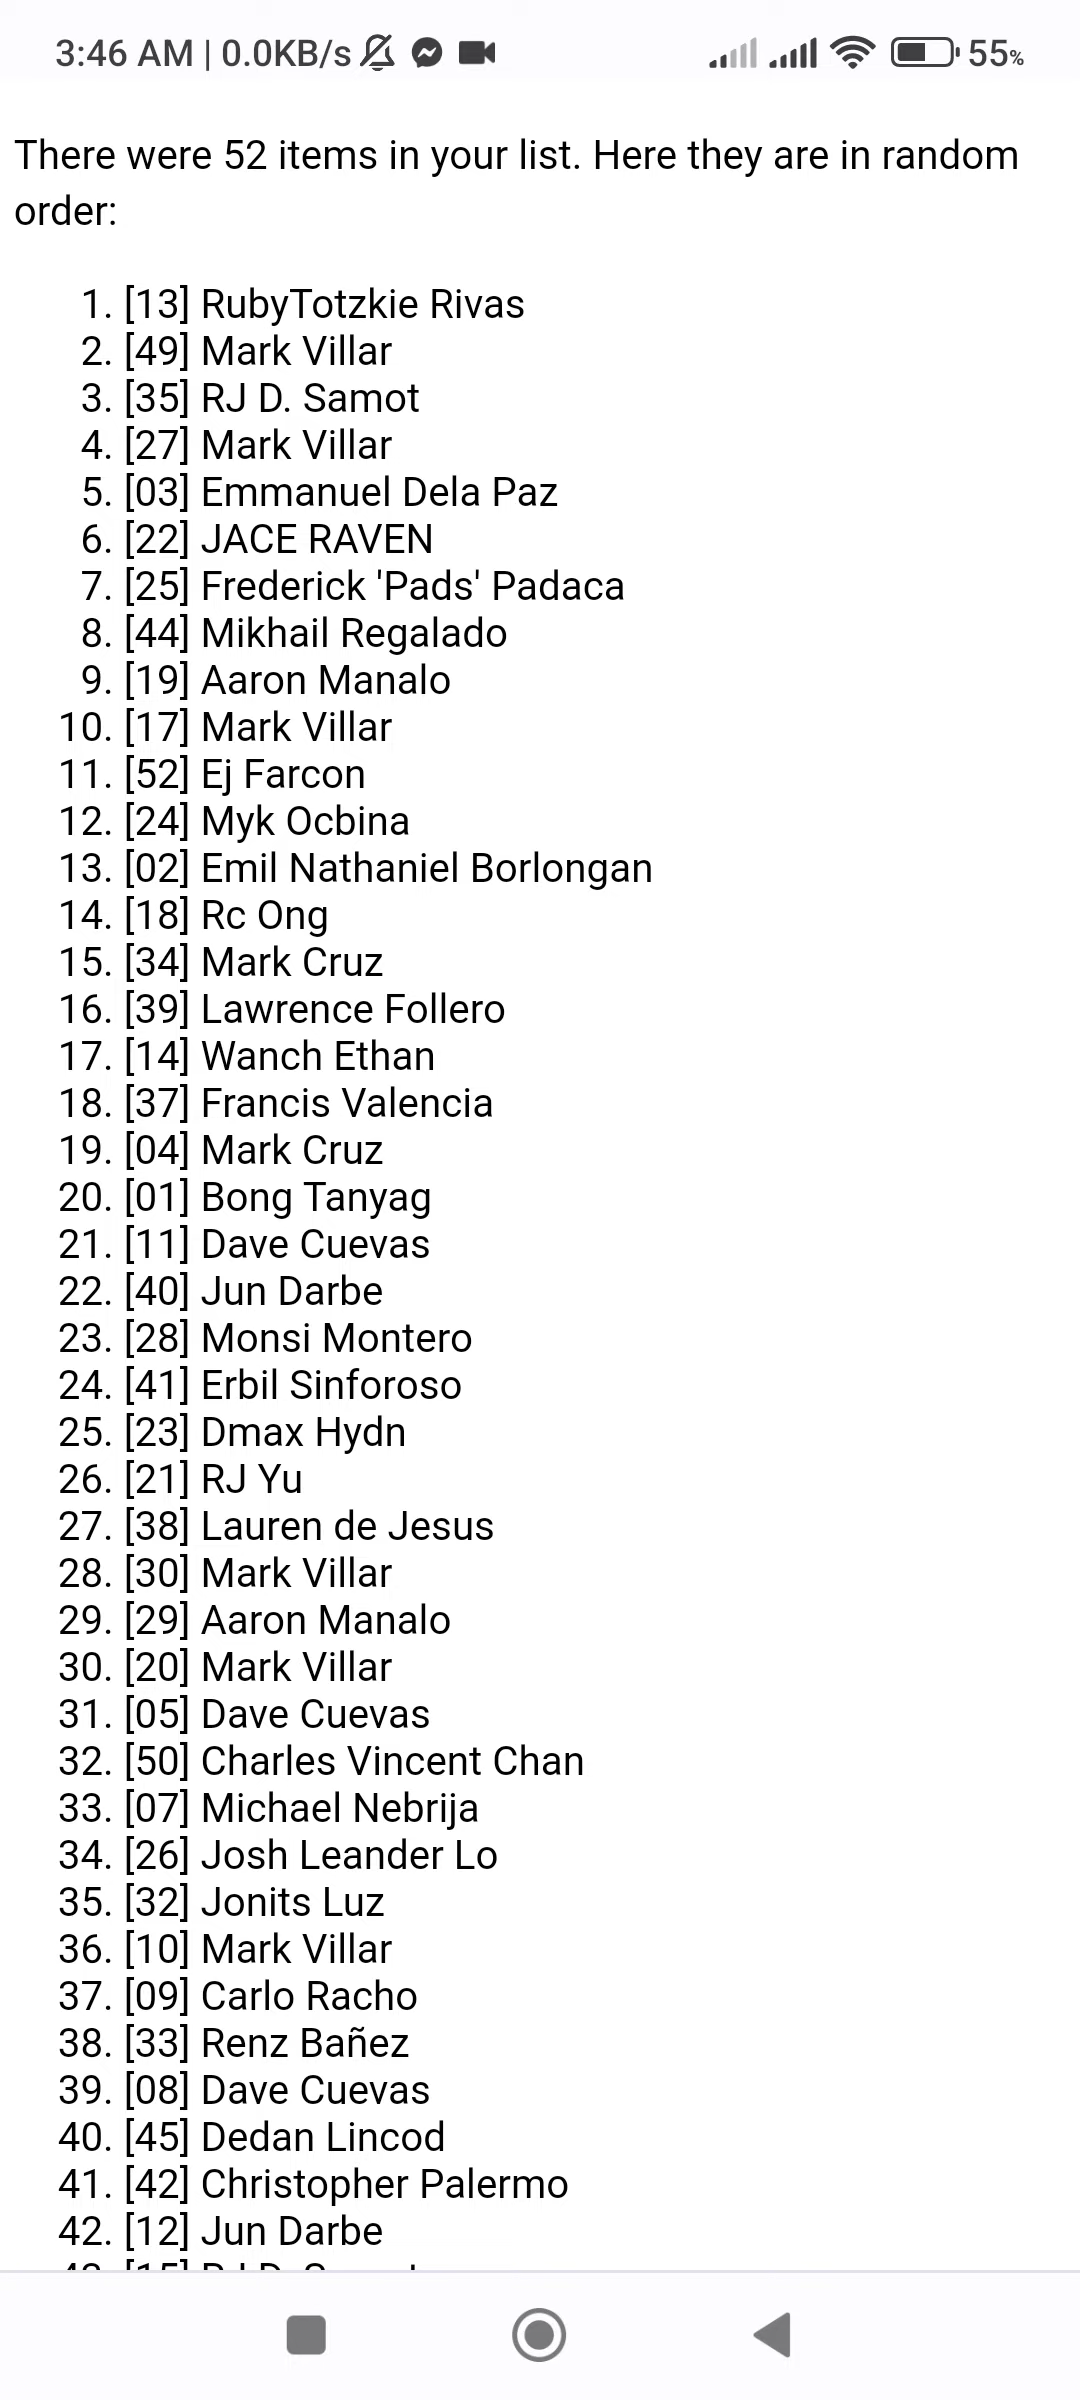 3:46 AM | 0.0KB/s 55%
There were 52 items in your list. Here they are in random
order:
1. [13] RubyTotzkie Rivas
2. [49] Mark Villar
3. [35] RJ D. Samot
4. [27] Mark Villar
5. [03] Emmanuel Dela Paz
6. [22] JACE RAVEN
7. [25] Frederick 'Pads' Padaca
8. [44] Mikhail Regalado
9. [19] Aaron Manalo
10. [17] Mark Villar
11. [52] Ej Farcon
12. [24] Myk Ocbina
13. [02] Emil Nathaniel Borlongan
14. [18] Rc Ong
15. [34] Mark Cruz
16. [39] Lawrence Follero
17. [14] Wanch Ethan
18. [37] Francis Valencia
19. [04] Mark Cruz
20. [01] Bong Tanyag
21. [11] Dave Cuevas
22. [40] Jun Darbe
23. [28] Monsi Montero
24. [41] Erbil Sinforoso
25. [23] Dmax Hydn
26. [21] RJ Yu
27. [38] Lauren de Jesus
28. [30] Mark Villar
29. [29] Aaron Manalo
30. [20] Mark Villar
31. [05] Dave Cuevas
32. [50] Charles Vincent Chan
33. [07] Michael Nebrija
34. [26] Josh Leander Lo
35. [32] Jonits Luz
36. [10] Mark Villar
37. [09] Carlo Racho
38. [33] Renz Bañez
39. [08] Dave Cuevas
40. [45] Dedan Lincod
41. [42] Christopher Palermo
42. [12] Jun Darbe